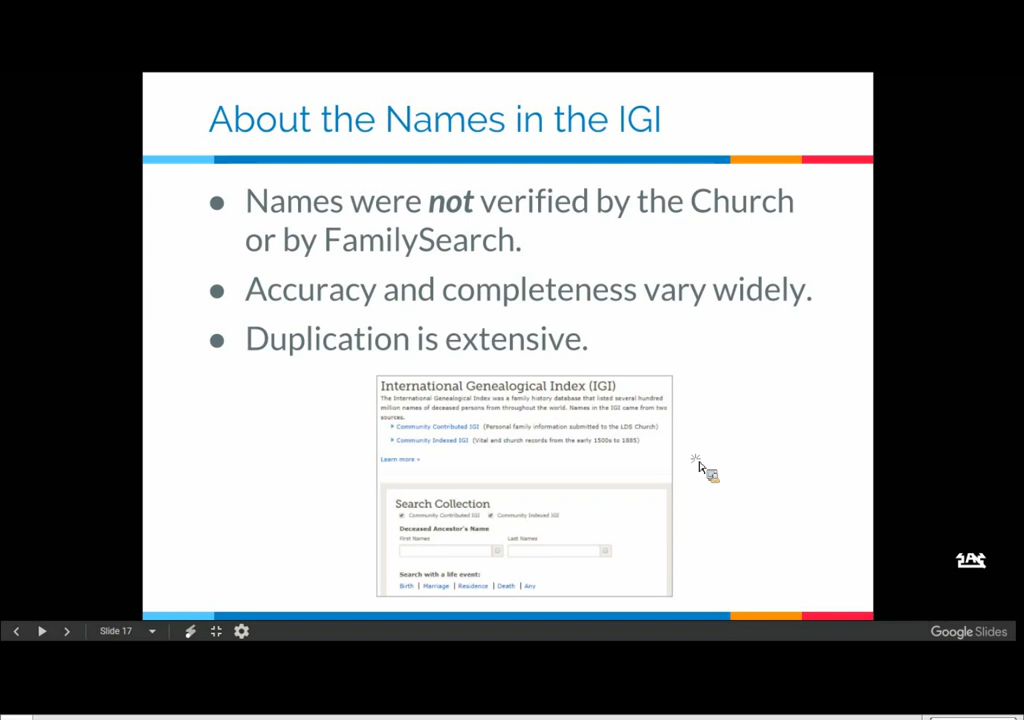 About the Names in the IGI
● Names were not verified by the Church
or by FamilySearch.
● Accuracy and completeness vary widely.
● Duplication is extensive.
International Genealogical Index (IGI)
The International Genealogical Index was a family history database that listed several hundred
million names of deceased persons from throughout the world. Names in the IGI came from two
sources.
Community Contributed IGI (Personal family information submitted to the LDS Church)
Community Indexed IGI (Vital and church records from the early 1500s to 1885)
Learn more »
Search Collection
Community Contributed IGI Community Indexed IGI
Deceased Ancestor's Name
First Names Last Names
Search with a life event:
Birth | Marriage | Residence | Death | Any
Slide 17
Google Slides